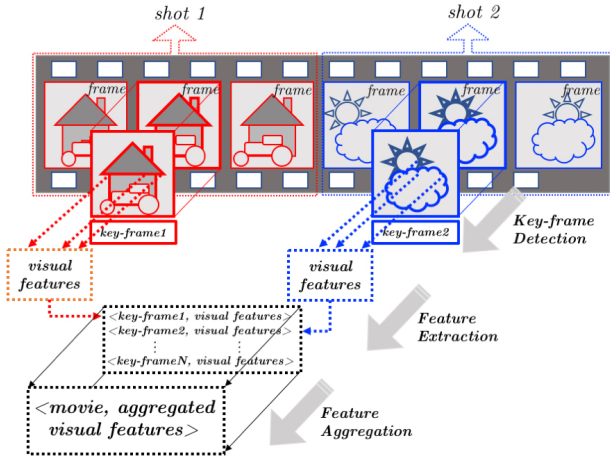 shot 1
shot 2
frame
frame
frame
frame
frame
frame
key-frame1
key-frame2
Key-frame
Detection
visual
features
visual
features
<key-frame1, visual features>
<key-frame2, visual features>
<key-frameN, visual features>
Feature
Extraction
<movie, aggregated
visual features>
Feature
Aggregation